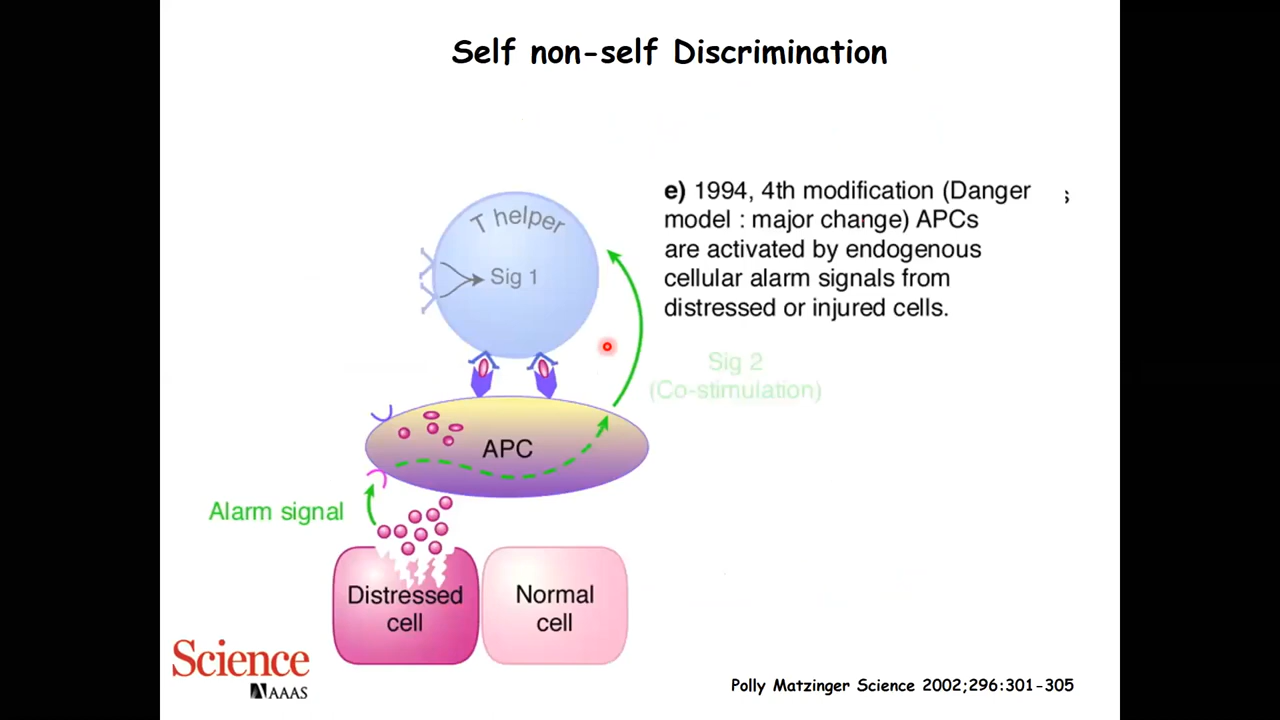 Self non-self Discrimination
T helper
Sig 1
e) 1994, 4th modification (Danger
model : major change) APCs
are activated by endogenous
cellular alarm signals from
distressed or injured cells.
s
Sig 2
(Co-stimulation)
APC
Alarm signal
Distressed
cell
Normal
cell
Science
AAAS
Polly Matzinger Science 2002;296:301-305